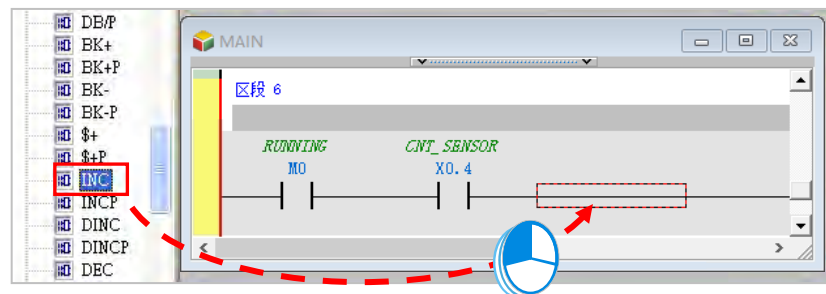 DB/P
BK+
BK+P
BK-
BK-P
$+
$+P
INC
INCP
DINC
DINCP
DEC
MAIN
区段 6
RUNNING CNT_SENSOR
M0 X0.4